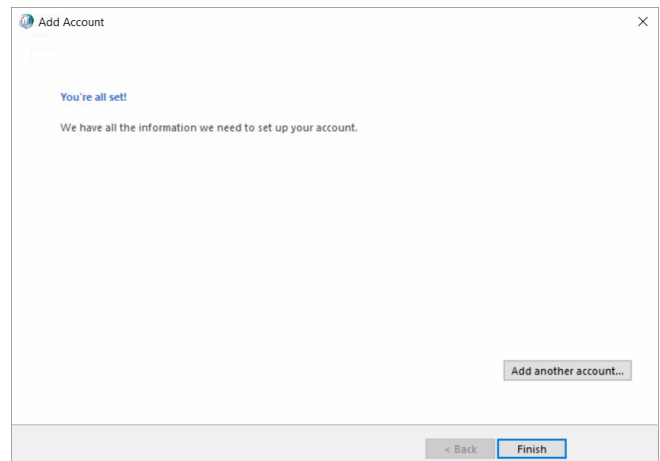 Add Account
You're all set!
We have all the information we need to set up your account.
Add another account...
< Back
Finish